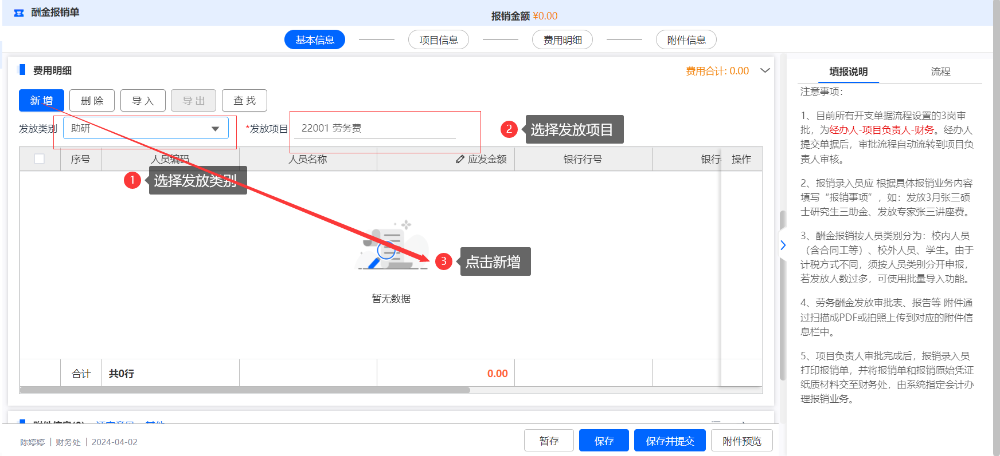 酬金报销单
报销金额 ¥0.00
基本信息
项目信息
费用明细
附件信息
费用明细
费用合计: 0.00
新 增
删 除
导 入
导 出
查 找
发放类别
助研
*发放项目
22001 劳务费
2
选择发放项目
序号
人员编码
人员名称
应发金额
银行行号
银行
操作
1
选择发放类别
3
点击新增
暂无数据
合计
共0行
0.00
附件信息(0)
其他
陈婷婷 | 财务处 | 2024-04-02
暂存
保存
保存并提交
附件预览
填报说明
流程
注意事项：
1、目前所有开支单据流程设置的3岗审
批，为经办人-项目负责人-财务。经办人
提交单据后，审批流程自动流转到项目负
责人审核。
2、报销录入员应 根据具体报销业务内容
填写“报销事项”，如：发放3月张三硕
士研究生三助金、发放专家张三讲座费。
3、酬金报销按人员类别分为：校内人员
（含合同工等）、校外人员、学生。由于
计税方式不同，须按人员类别分开申报，
若发放人数过多，可使用批量导入功能。
4、劳务酬金发放审批表、报告等 附件通
过扫描成PDF或拍照上传到对应的附件信
息栏中。
5、项目负责人审批完成后，报销录入员
打印报销单，并将报销单和报销原始凭证
纸质材料交至财务处，由系统指定会计办
理报销业务。